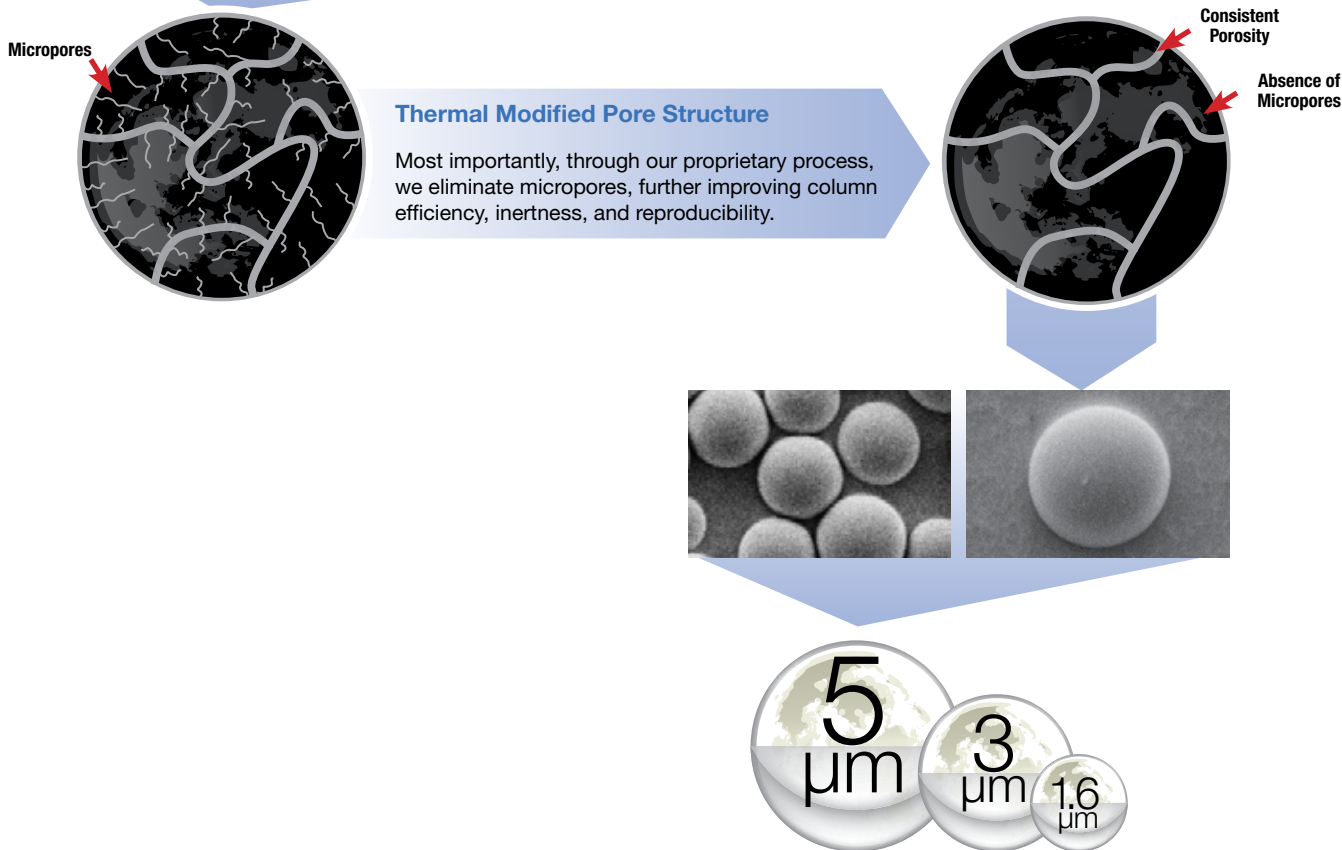 Micropores
Thermal Modified Pore Structure
Most importantly, through our proprietary process,
we eliminate micropores, further improving column
efficiency, inertness, and reproducibility.
Consistent
Porosity
Absence of
Micropores
5
µm
3
µm
1.6
µm